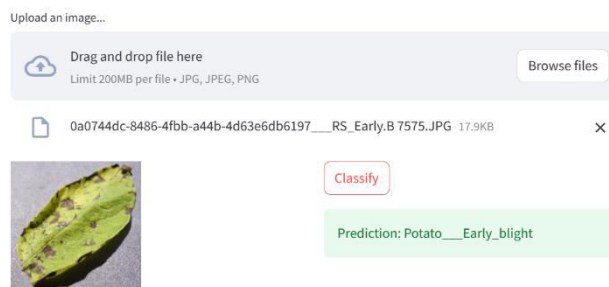 Upload an image...
Drag and drop file here
Limit 200MB per file • JPG, JPEG, PNG
Browse files
0a0744dc-8486-4fbb-a44b-4d63e6db6197___RS_Early.B 7575.JPG 17.9KB
Classify
Prediction: Potato___Early_blight